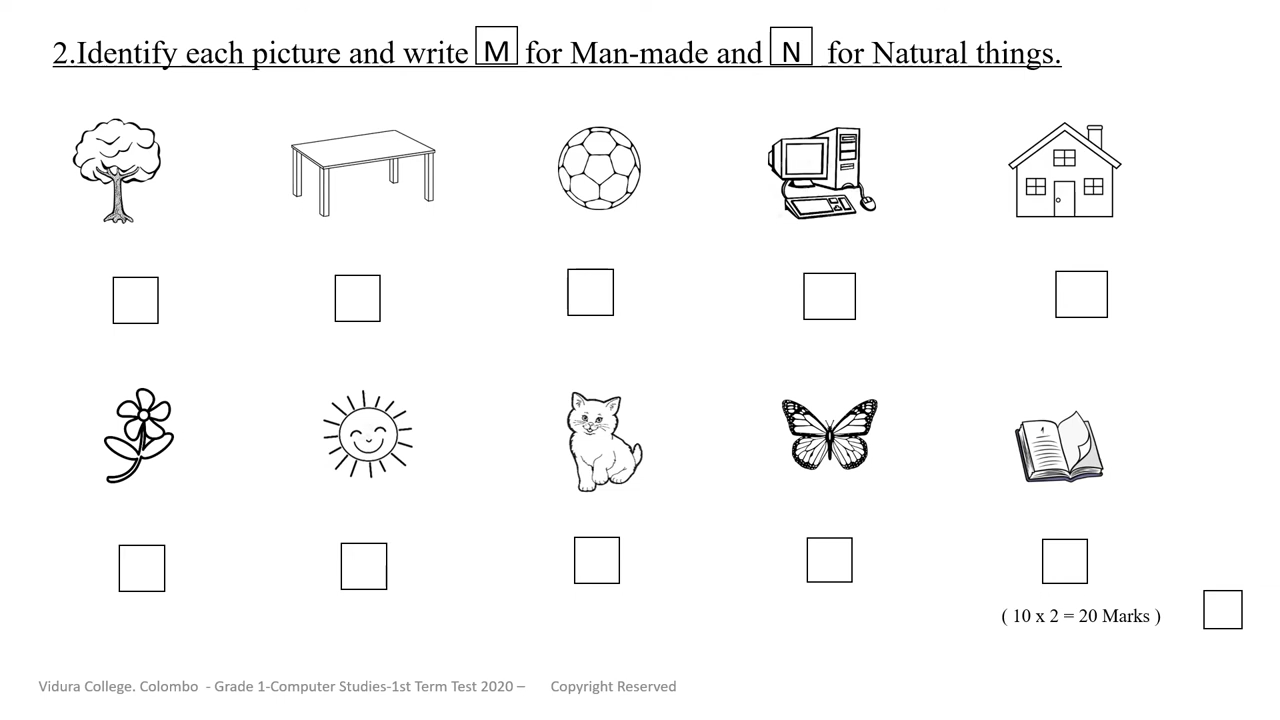 2.Identify each picture and write M for Man-made and N for Natural things.
( 10 x 2 = 20 Marks )
Vidura College. Colombo - Grade 1-Computer Studies-1st Term Test 2020 – Copyright Reserved